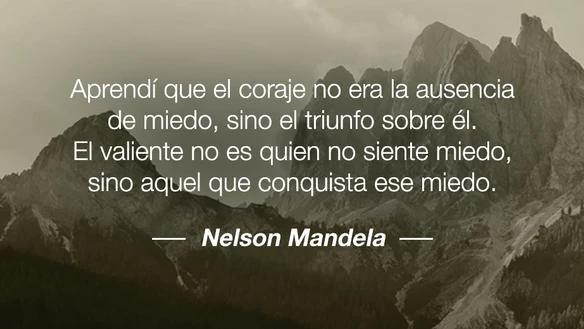 Aprendí que el coraje no era la ausencia
de miedo, sino el triunfo sobre él.
El valiente no es quien no siente miedo,
sino aquel que conquista ese miedo.
— Nelson Mandela —